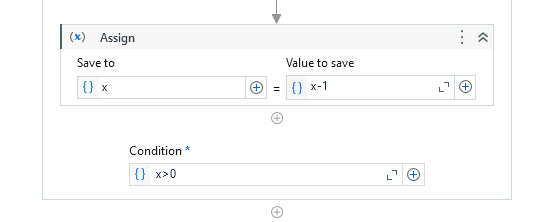 (x) Assign
Save to
Value to save
{} x
=
{} x-1
Condition *
{} x>0